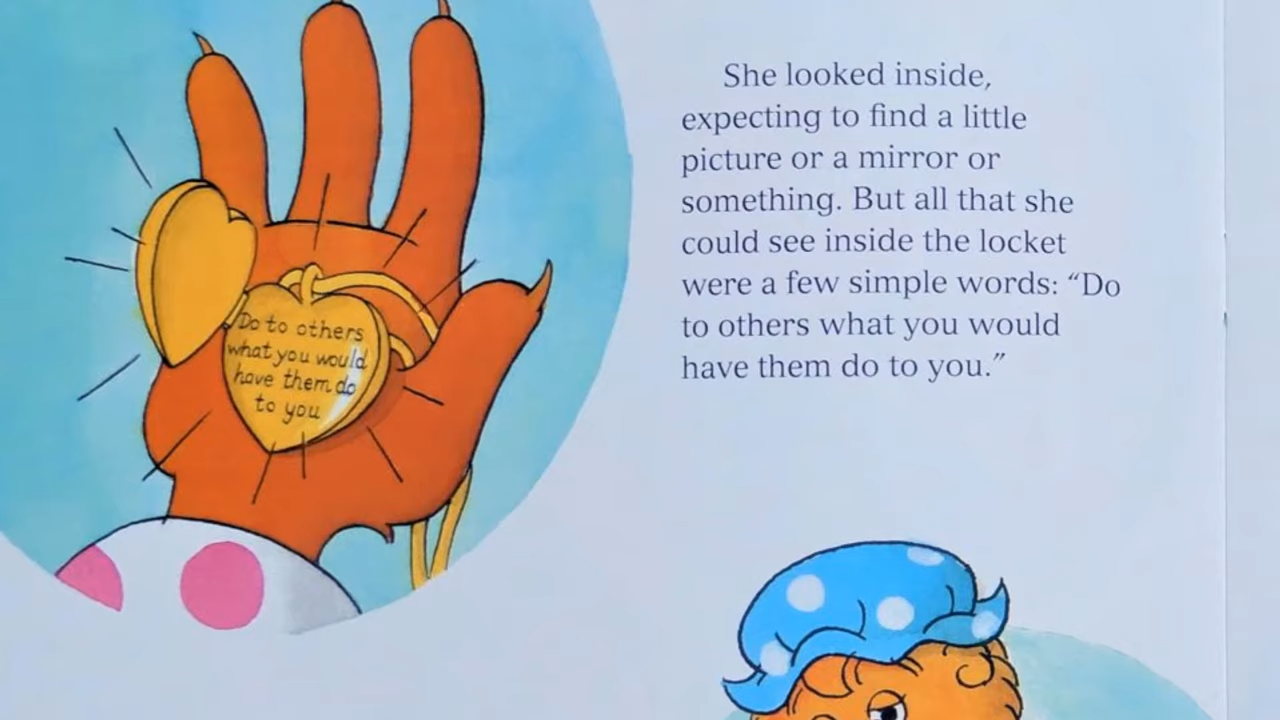 Do to others
what you would
have them do
to you
She looked inside,
expecting to find a little
picture or a mirror or
something. But all that she
could see inside the locket
were a few simple words: “Do
to others what you would
have them do to you.”